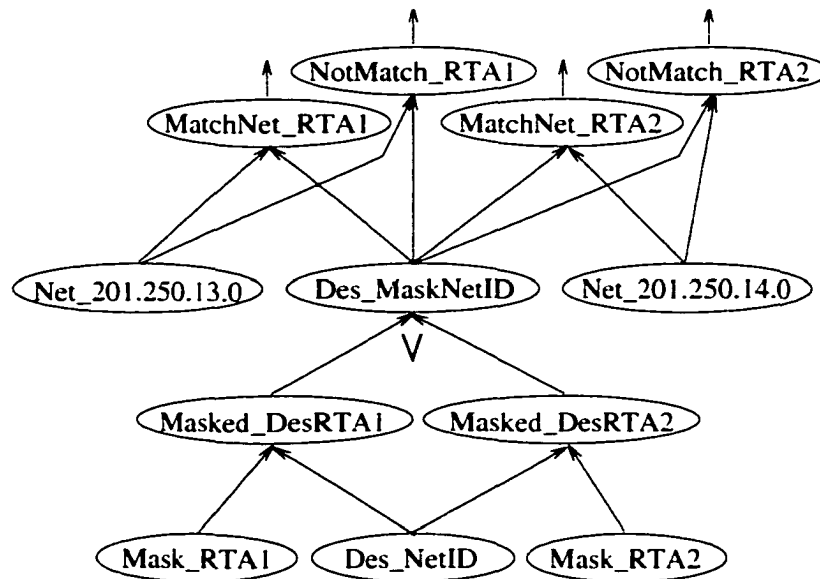 NotMatch_RTA1 NotMatch_RTA2
MatchNet_RTA1 MatchNet_RTA2
Net_201.250.13.0 Des_MaskNetID Net_201.250.14.0
V
Masked_DesRTA1 Masked_DesRTA2
Mask_RTA1 Des_NetID Mask_RTA2